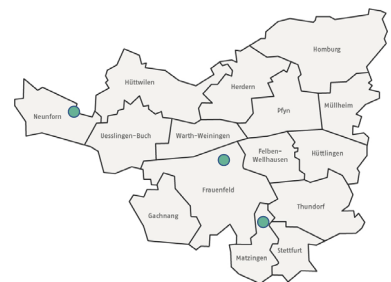 Homburg
Hüttwilen
Herdern
Neunforn
Pfyn
Müllheim
Uesslingen-Buch
Warth-Weiningen
Felben-
Wellhausen
Hüttlingen
Frauenfeld
Thundorf
Gachnang
Matzingen
Stettfurt